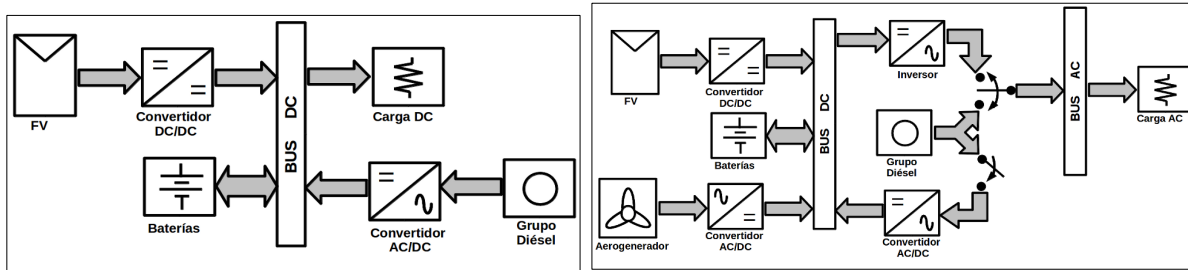 FV
Convertidor
DC/DC
BUS DC
Carga DC
Baterías
Convertidor
AC/DC
Grupo
Diésel
FV
Convertidor
DC/DC
BUS DC
Inversor
BUS AC
Carga AC
Baterías
Grupo
Diésel
Aerogenerador
Convertidor
AC/DC
Convertidor
AC/DC